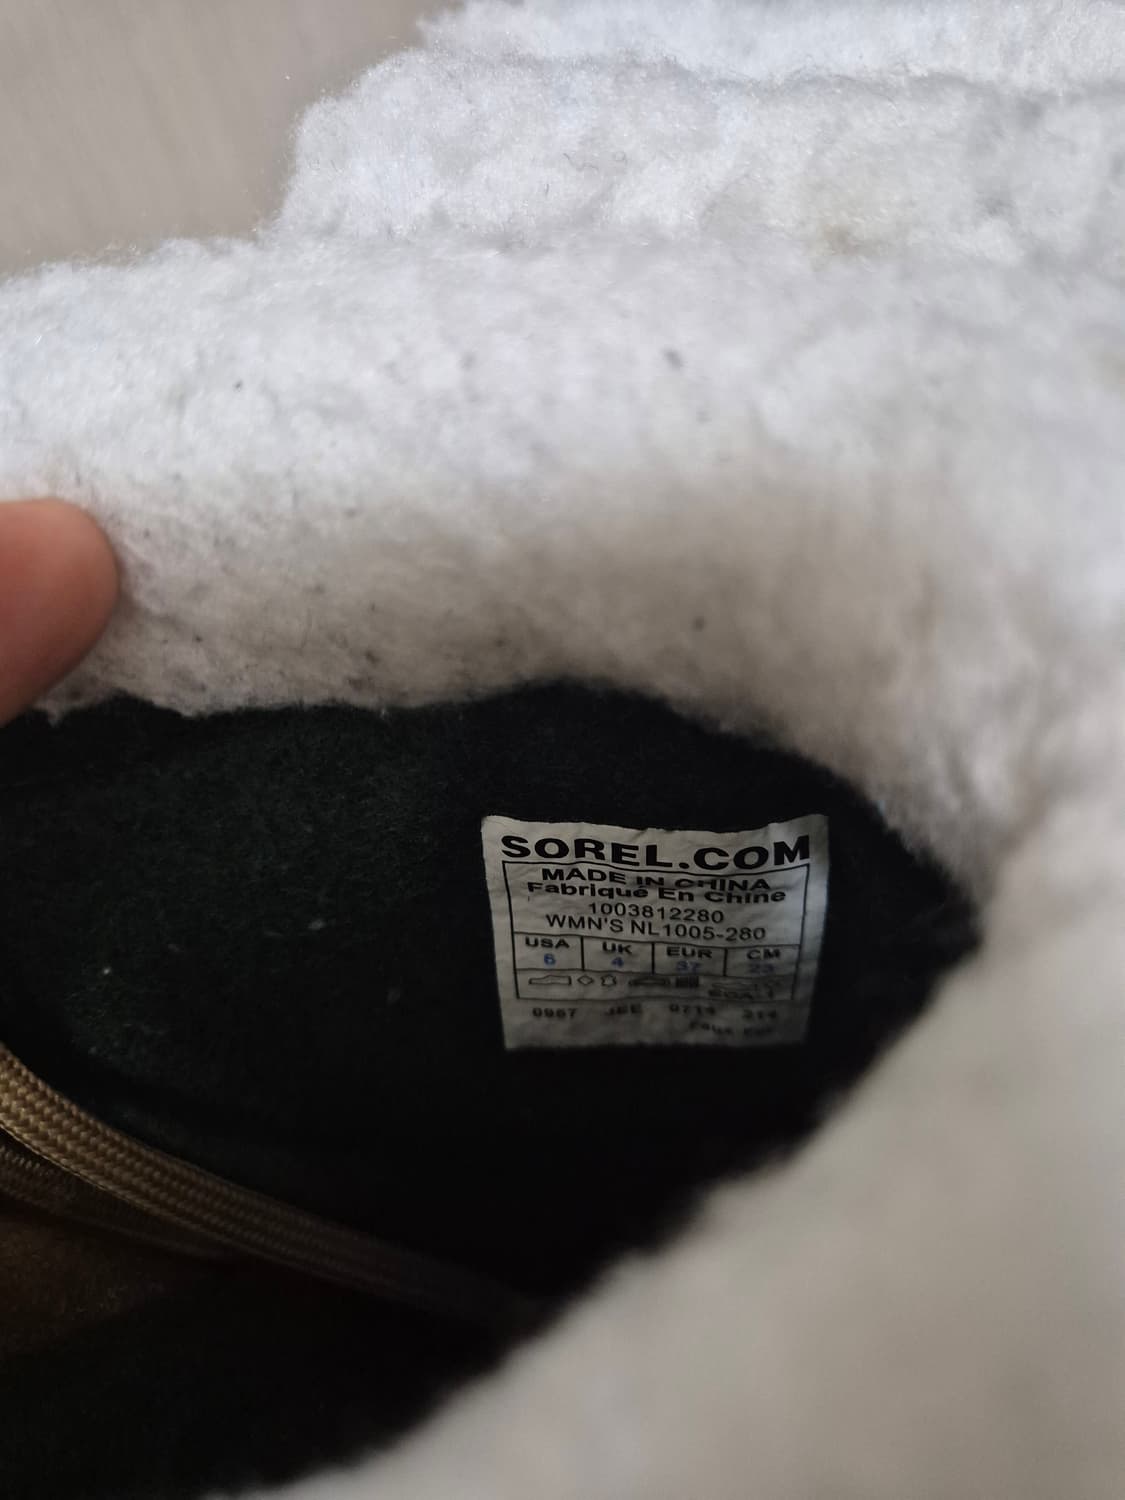 SOREL.COM
MADE IN CHINA
Fabriqué En Chine
1003812280
WMN'S NL1005-280
USA UK EUR CM
6 4 37 23